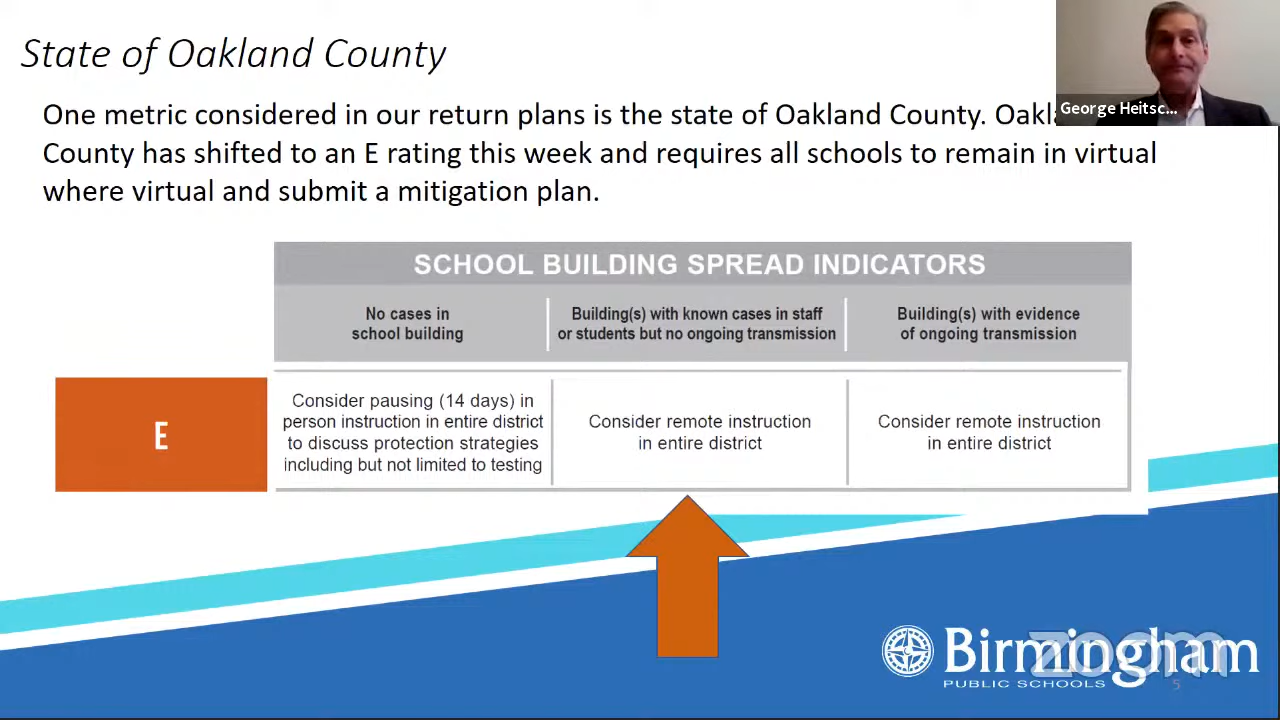 State of Oakland County
George Heitsc...
One metric considered in our return plans is the state of Oakland County.
County has shifted to an E rating this week and requires all schools to remain in virtual
where virtual and submit a mitigation plan.
SCHOOL BUILDING SPREAD INDICATORS
No cases in
school building
Building(s) with known cases in staff
or students but no ongoing transmission
Building(s) with evidence
of ongoing transmission
E
Consider pausing (14 days) in
person instruction in entire district
to discuss protection strategies
including but not limited to testing
Consider remote instruction
in entire district
Consider remote instruction
in entire district
Birmingham
PUBLIC SCHOOLS
zoom
5